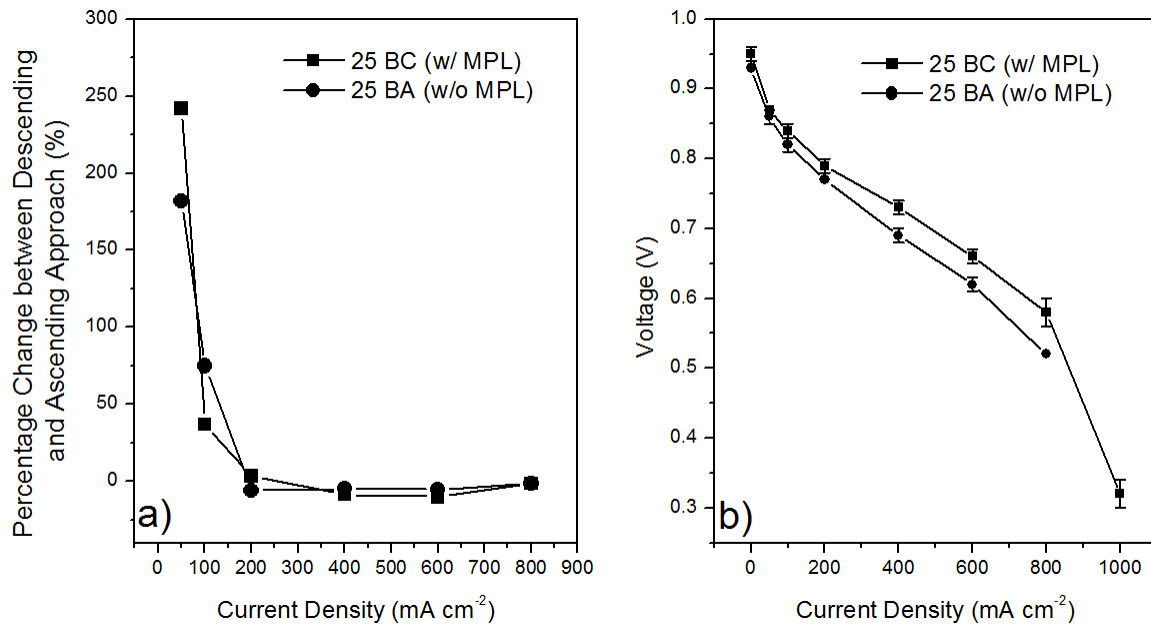 Percentage Change between Descending
and Ascending Approach (%)
300
250
200
150
100
50
0
25 BC (w/ MPL)
25 BA (w/o MPL)
a)
0 100 200 300 400 500 600 700 800 900
Current Density (mA cm⁻²)
Voltage (V)
1.0
0.9
0.8
0.7
0.6
0.5
0.4
0.3
25 BC (w/ MPL)
25 BA (w/o MPL)
b)
0 200 400 600 800 1000
Current Density (mA cm⁻²)